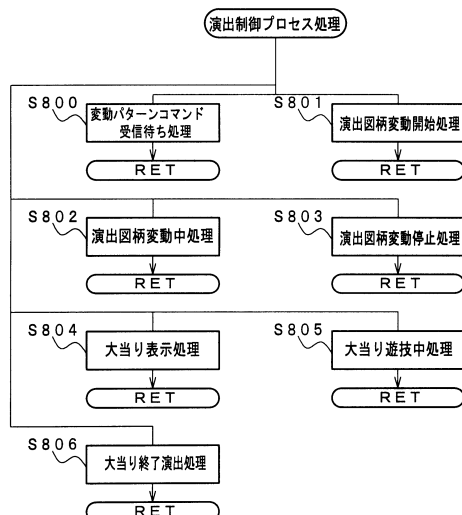 演出制御プロセス処理
S800
変動パターンコマンド
受信待ち処理
RET
S801
演出図柄変動開始処理
RET
S802
演出図柄変動中処理
RET
S803
演出図柄変動停止処理
RET
S804
大当り表示処理
RET
S805
大当り遊技中処理
RET
S806
大当り終了演出処理
RET